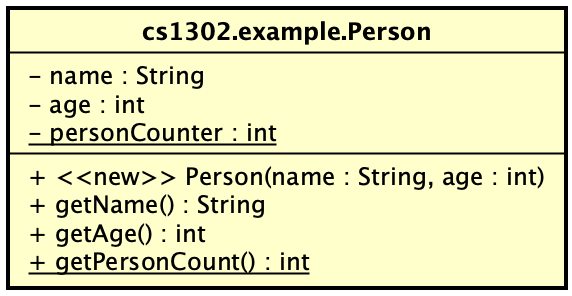 cs1302.example.Person
– name : String
– age : int
– personCounter : int
+ <<new>> Person(name : String, age : int)
+ getName() : String
+ getAge() : int
+ getPersonCount() : int